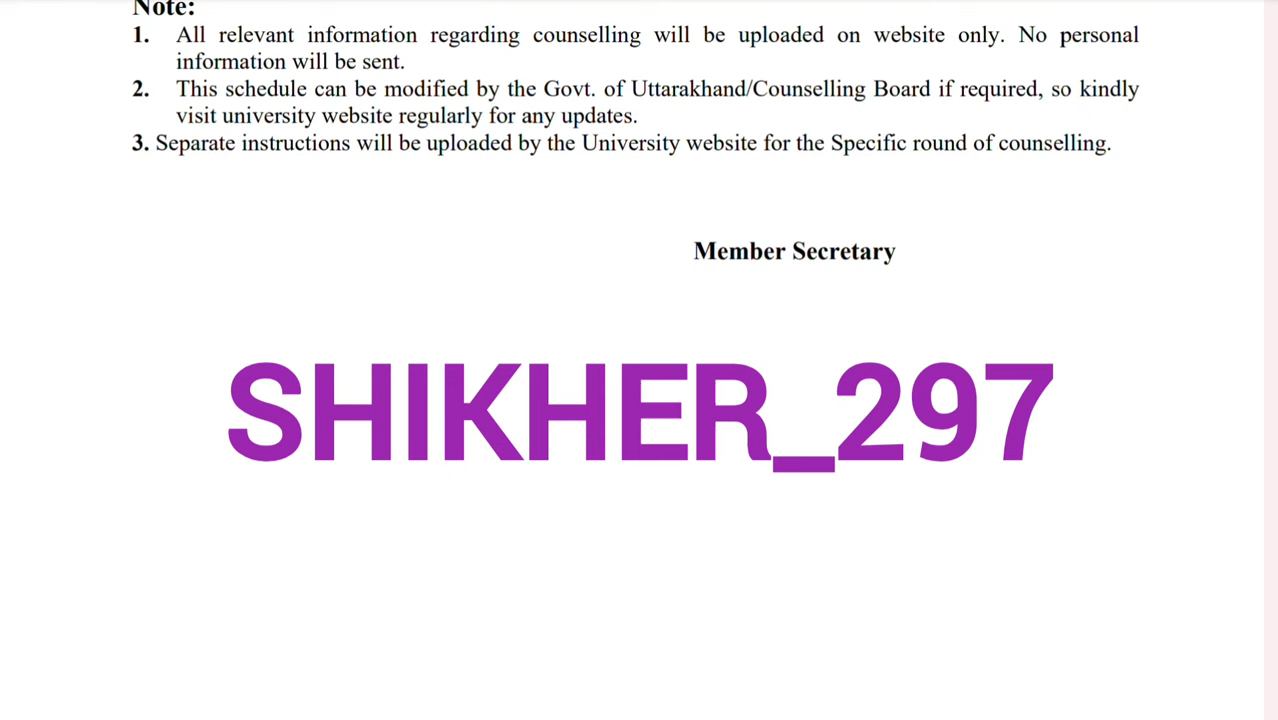 Note:
1. All relevant information regarding counselling will be uploaded on website only. No personal
information will be sent.
2. This schedule can be modified by the Govt. of Uttarakhand/Counselling Board if required, so kindly
visit university website regularly for any updates.
3. Separate instructions will be uploaded by the University website for the Specific round of counselling.
Member Secretary
SHIKHER_297